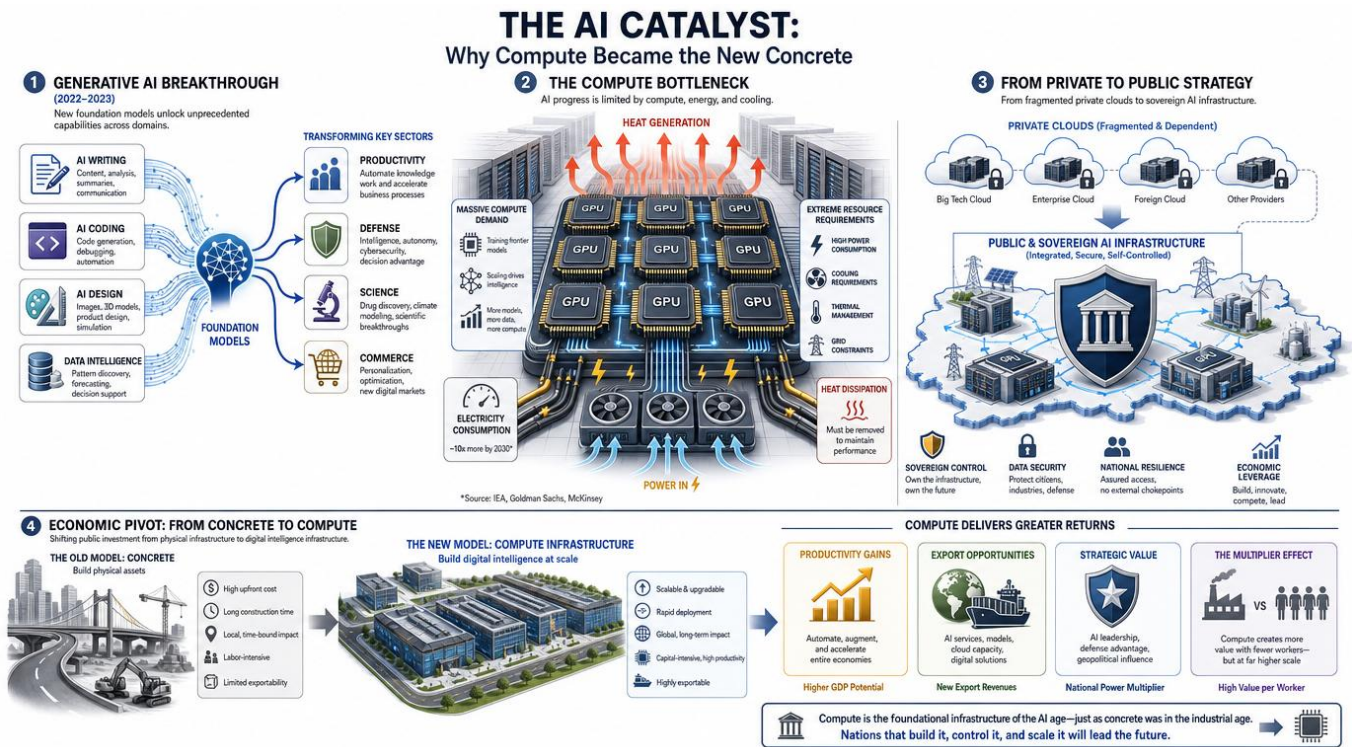 THE AI CATALYST:
Why Compute Became the New Concrete
1 GENERATIVE AI BREAKTHROUGH
(2022–2023)
New foundation models unlock unprecedented
capabilities across domains.
AI WRITING
Content, analysis,
summaries,
communication
AI CODING
Code generation,
debugging,
automation
AI DESIGN
Images, 3D models,
product design,
simulation
DATA INTELLIGENCE
Pattern discovery,
forecasting,
decision support
FOUNDATION
MODELS
TRANSFORMING KEY SECTORS
PRODUCTIVITY
Automate knowledge
work and accelerate
business processes
DEFENSE
Intelligence, autonomy,
cybersecurity,
decision advantage
SCIENCE
Drug discovery, climate
modeling, scientific
breakthroughs
COMMERCE
Personalization,
optimisation,
new digital markets
2 THE COMPUTE BOTTLENECK
AI progress is limited by compute, energy, and cooling.
HEAT GENERATION
MASSIVE COMPUTE
DEMAND
Training frontier
models
Scaling drives
intelligence
More models,
more data,
more compute
GPU GPU GPU
GPU GPU GPU
GPU GPU GPU
EXTREME RESOURCE
REQUIREMENTS
HIGH POWER
CONSUMPTION
COOLING
REQUIREMENTS
THERMAL
MANAGEMENT
GRID
CONSTRAINTS
ELECTRICITY
CONSUMPTION
~10x more by 2030*
HEAT DISSIPATION
Must be removed
to maintain
performance
POWER IN
*Source: IEA, Goldman Sachs, McKinsey
3 FROM PRIVATE TO PUBLIC STRATEGY
From fragmented private clouds to sovereign AI infrastructure.
PRIVATE CLOUDS (Fragmented & Dependent)
Big Tech Cloud
Enterprise Cloud
Foreign Cloud
Other Providers
PUBLIC & SOVEREIGN AI INFRASTRUCTURE
(Integrated, Secure, Self-Controlled)
GPU
GPU
SOVEREIGN CONTROL
Own the infrastructure,
own the future
DATA SECURITY
Protect citizens,
industries, defense
NATIONAL RESILIENCE
Assured access,
no external chokepoints
ECONOMIC
LEVERAGE
Build, innovate,
compete, lead
4 ECONOMIC PIVOT: FROM CONCRETE TO COMPUTE
Shifting public investment from physical infrastructure to digital intelligence infrastructure.
THE OLD MODEL: CONCRETE
Build physical assets
High upfront cost
Long construction time
Local, time-bound impact
Labor-intensive
Limited exportability
THE NEW MODEL: COMPUTE INFRASTRUCTURE
Build digital intelligence at scale
Scalable & upgradable
Rapid deployment
Global, long-term impact
Capital-intensive, high productivity
Highly exportable
COMPUTE DELIVERS GREATER RETURNS
PRODUCTIVITY GAINS
Automate, augment,
and accelerate
entire economies
Higher GDP Potential
EXPORT OPPORTUNITIES
AI services, models,
cloud capacity,
digital solutions
New Export Revenues
STRATEGIC VALUE
AI leadership,
defense advantage,
geopolitical influence
National Power Multiplier
THE MULTIPLIER EFFECT
VS
Compute creates more
value with fewer workers—
but at far higher scale
High Value per Worker
Compute is the foundational infrastructure of the AI age—just as concrete was in the industrial age.
Nations that build it, control it, and scale it will lead the future.